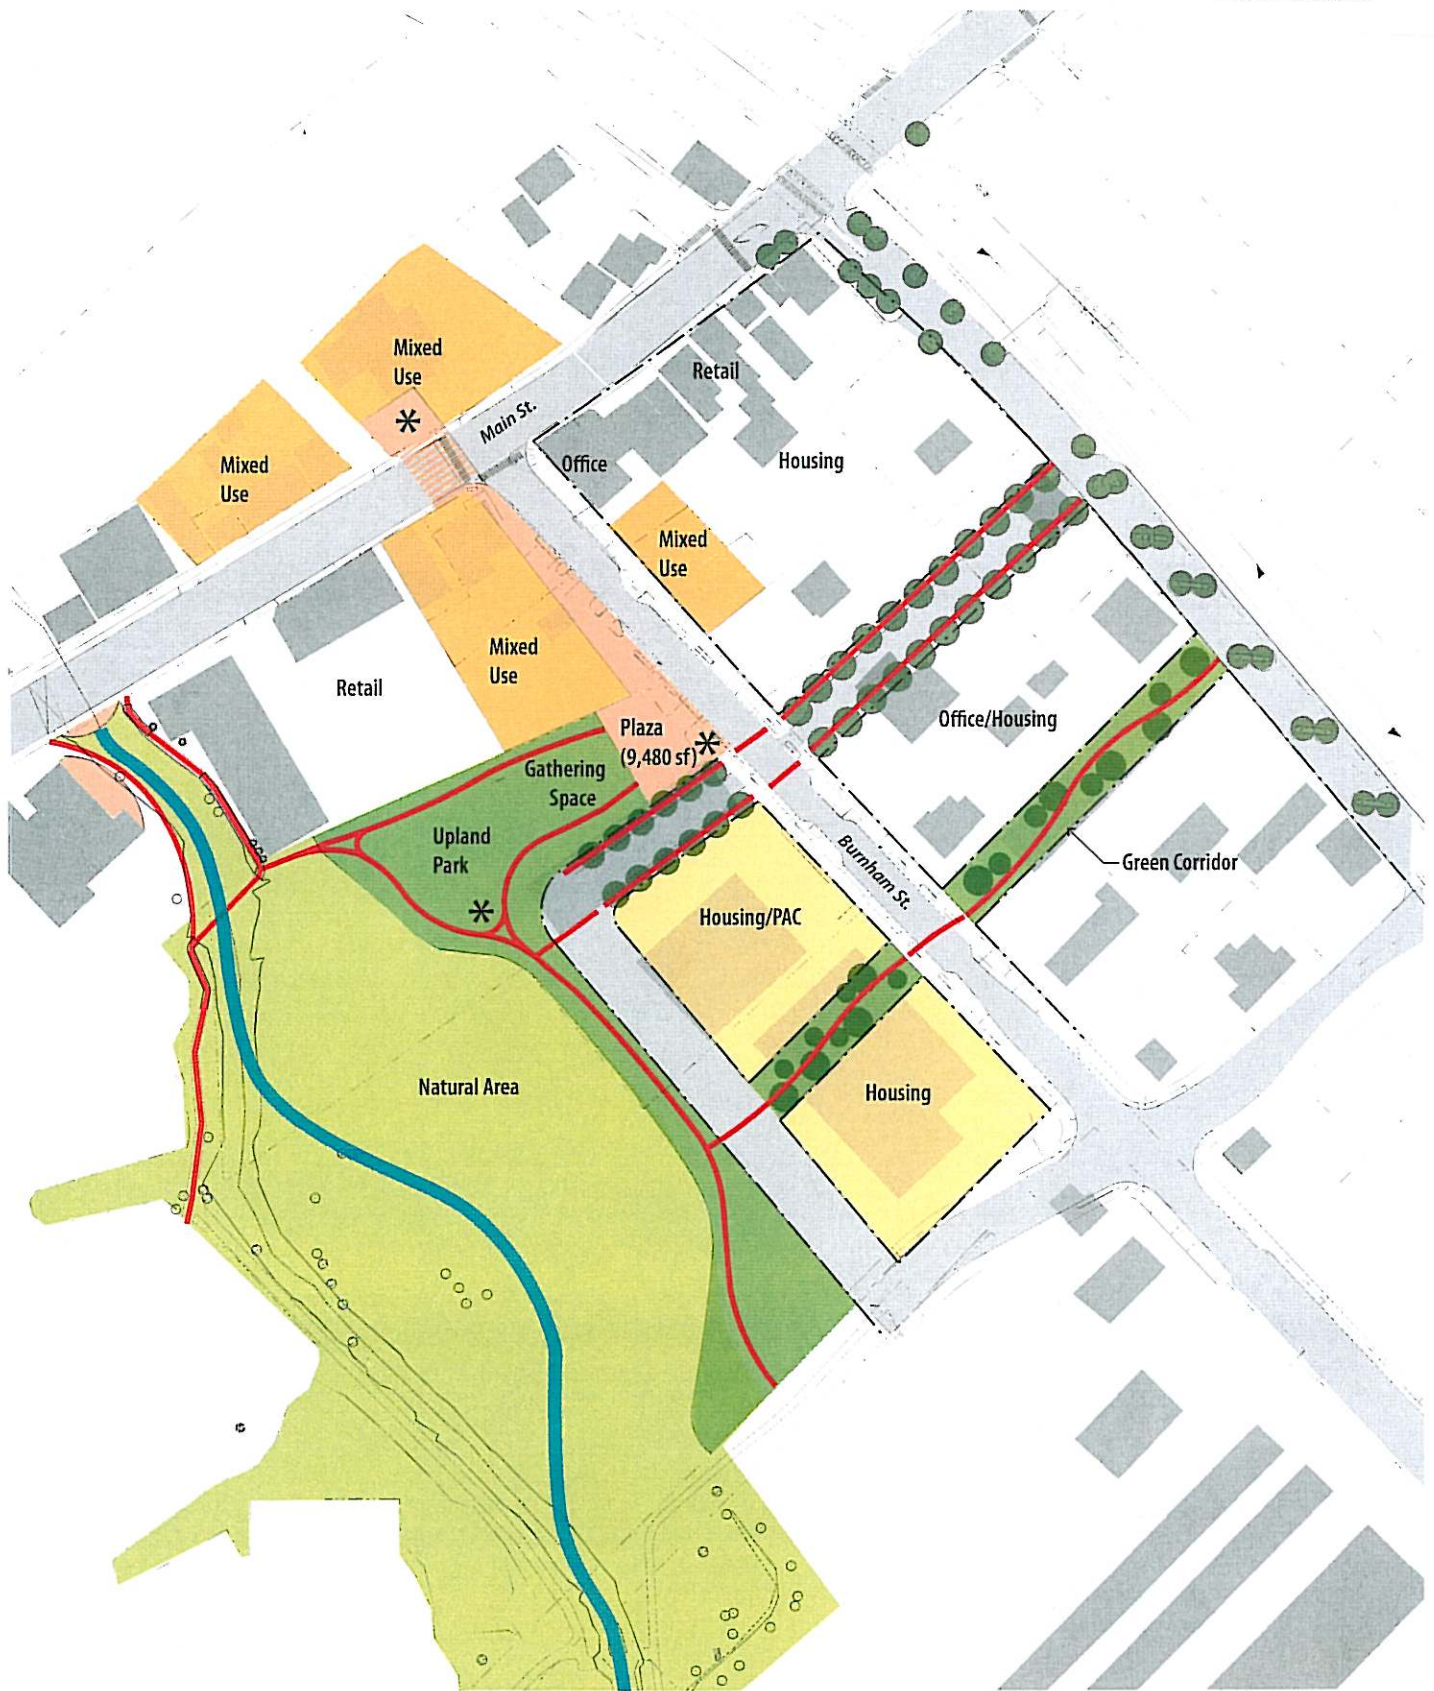 Mixed
Use
Main St.
Retail
Mixed
Use
Office
Housing
Mixed
Use
Mixed
Use
Retail
Plaza
(9,480 sf)
Gathering
Space
Office/Housing
Upland
Park
Burnham St.
Green Corridor
Housing/PAC
Natural Area
Housing